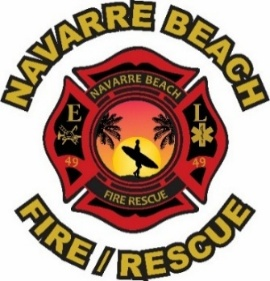 NAVARRE BEACH
NAVARRE BEACH
E L
49 49
FIRE RESCUE
FIRE / RESCUE